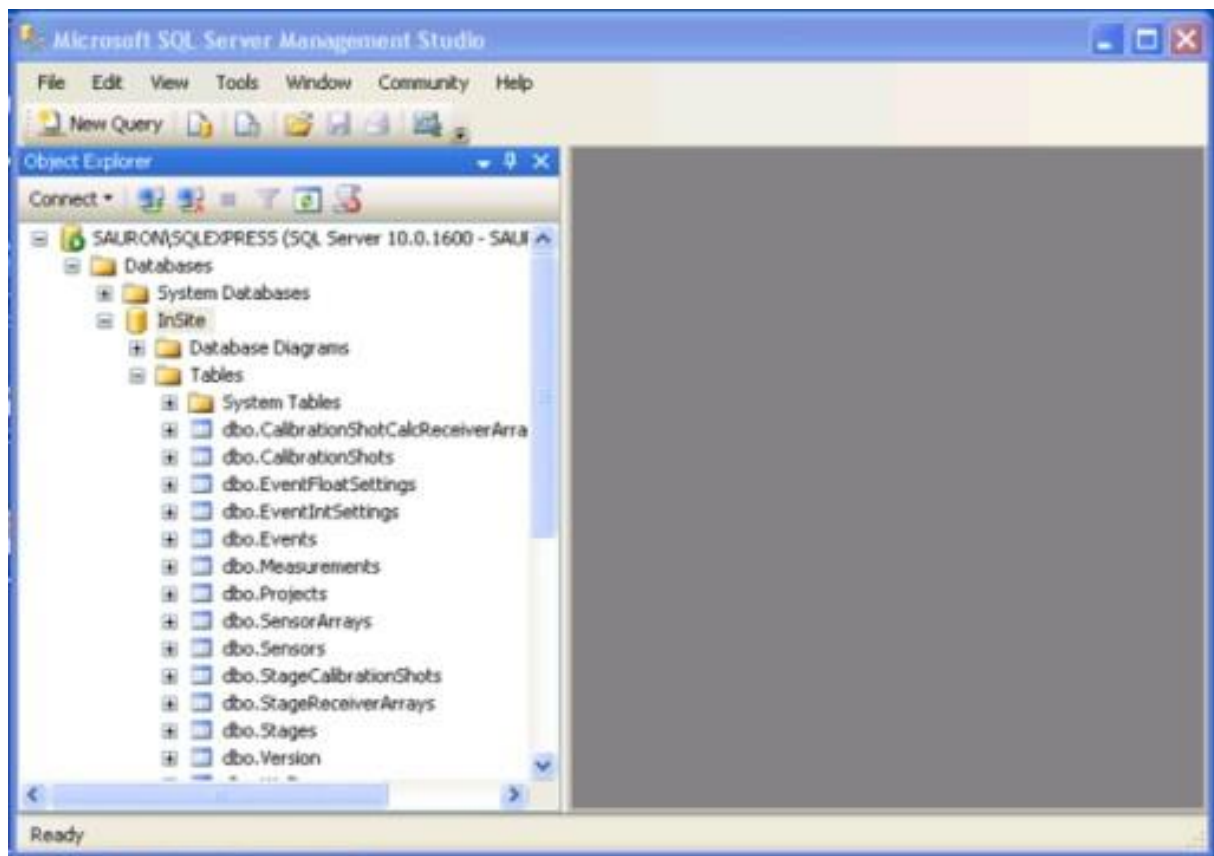 Microsoft SQL Server Management Studio
File Edit View Tools Window Community Help
New Query
Object Explorer
Connect
SAURON\SQLEXPRESS (SQL Server 10.0.1600 - SAUR
Databases
System Databases
InSite
Database Diagrams
Tables
System Tables
dbo.CalibrationShotCalcReceiverArra
dbo.CalibrationShots
dbo.EventFloatSettings
dbo.EventIntSettings
dbo.Events
dbo.Measurements
dbo.Projects
dbo.SensorArrays
dbo.Sensors
dbo.StageCalibrationShots
dbo.StageReceiverArrays
dbo.Stages
dbo.Version
Ready